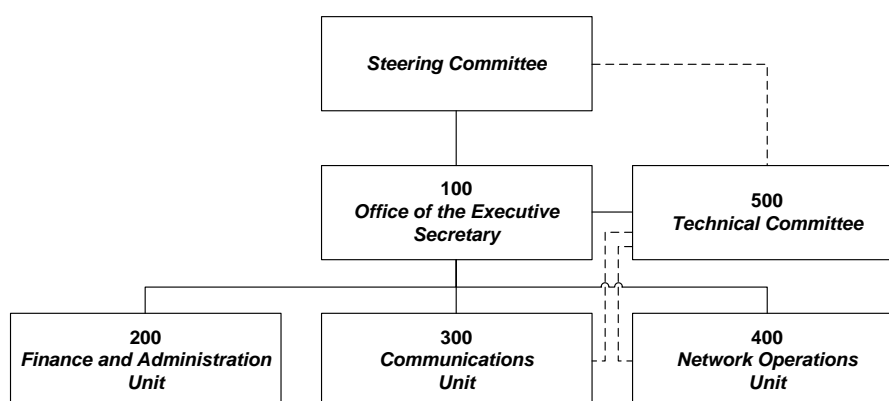 Steering Committee
100
Office of the Executive
Secretary
500
Technical Committee
200
Finance and Administration
Unit
300
Communications
Unit
400
Network Operations
Unit